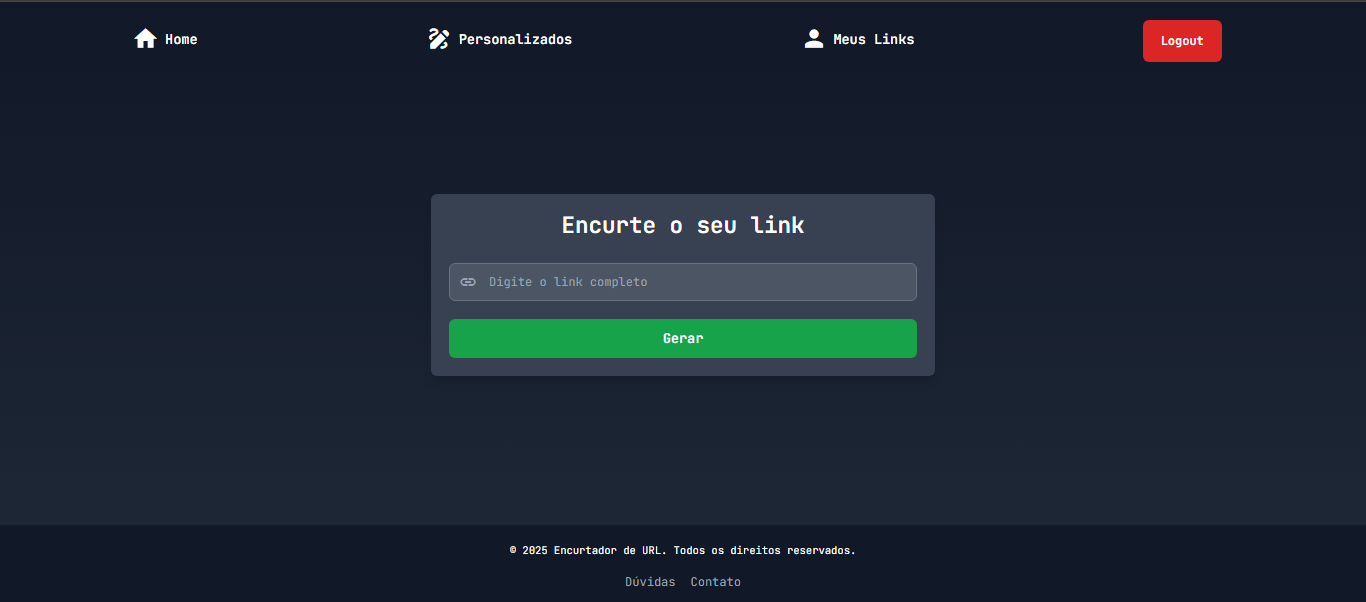 Home
Personalizados
Meus Links
Logout
Encurte o seu link
Digite o link completo
Gerar
© 2025 Encurtador de URL. Todos os direitos reservados.
Dúvidas Contato